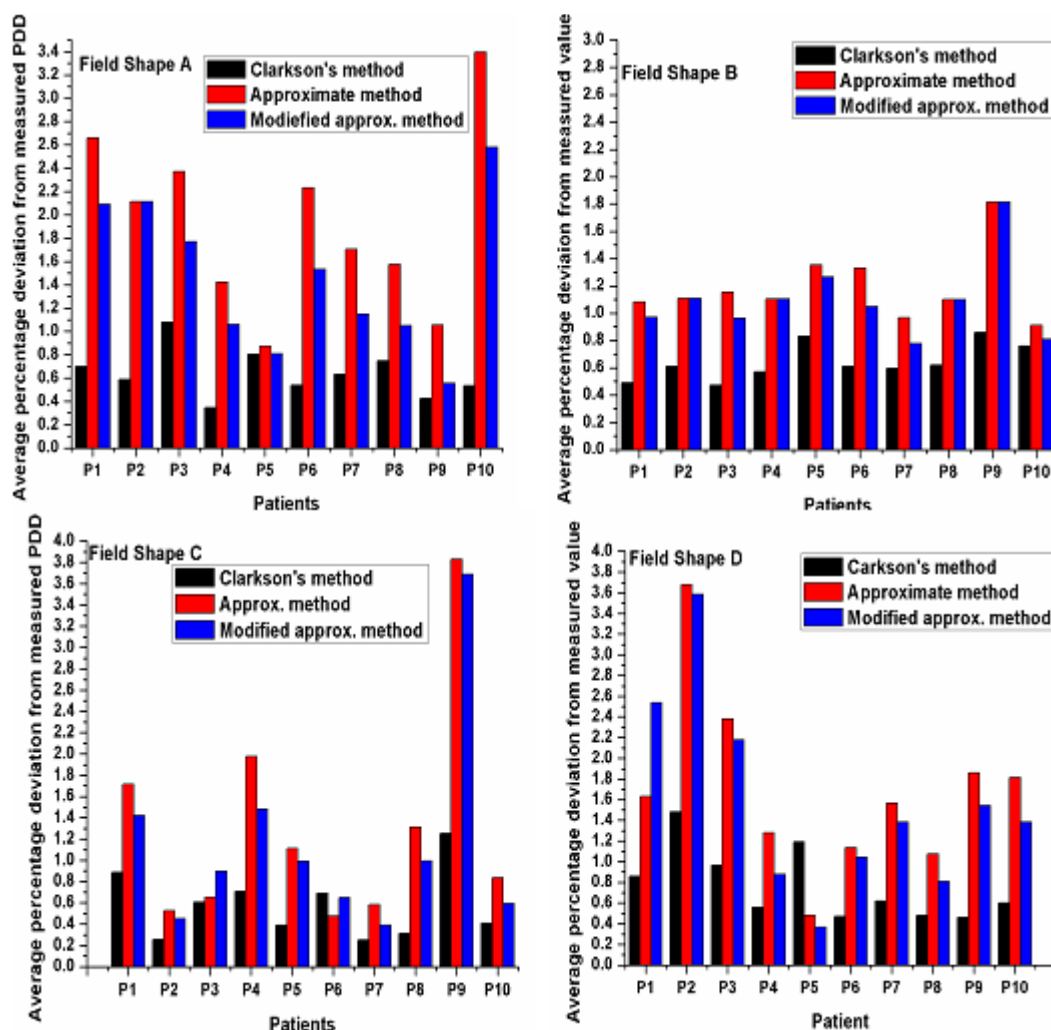 Average percentage deviation from measured PDD
Field Shape A
Clarkson's method
Approximate method
Modiefied approx. method
3.4
3.2
3.0
2.8
2.6
2.4
2.2
2.0
1.8
1.6
1.4
1.2
1.0
0.8
0.6
0.4
0.2
0.0
P1 P2 P3 P4 P5 P6 P7 P8 P9 P10
Patients
Average percentage deviaion from measured value
Field Shape B
Clarkson's method
Approximate method
Modified approx. method
3.0
2.8
2.6
2.4
2.2
2.0
1.8
1.6
1.4
1.2
1.0
0.8
0.6
0.4
0.2
0.0
P1 P2 P3 P4 P5 P6 P7 P8 P9 P10
Patients
Average percentage deviation from measured PDD
Field Shape C
Clarkson's method
Approx. method
Modified approx. method
4.0
3.8
3.6
3.4
3.2
3.0
2.8
2.6
2.4
2.2
2.0
1.8
1.6
1.4
1.2
1.0
0.8
0.6
0.4
0.2
0.0
P1 P2 P3 P4 P5 P6 P7 P8 P9 P10
Patients
Average percentage deviation from measured value
Field Shape D
Carkson's method
Approximate method
Modified approx. method
4.0
3.8
3.6
3.4
3.2
3.0
2.8
2.6
2.4
2.2
2.0
1.8
1.6
1.4
1.2
1.0
0.8
0.6
0.4
0.2
0.0
P1 P2 P3 P4 P5 P6 P7 P8 P9 P10
Patient